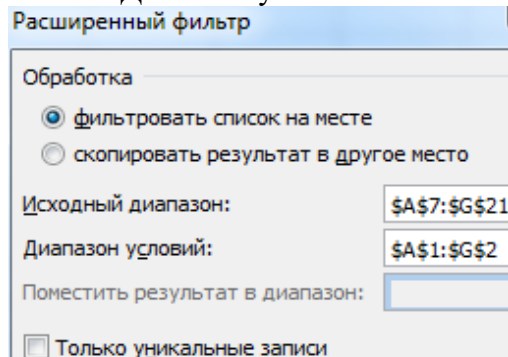 Расширенный фильтр
Обработка
фильтровать список на месте
скопировать результат в другое место
Исходный диапазон: $A$7:$G$21
Диапазон условий: $A$1:$G$2
Поместить результат в диапазон:
Только уникальные записи